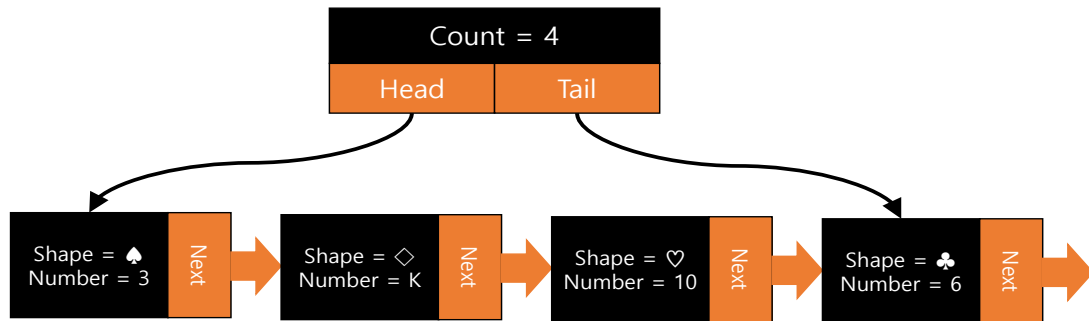 Count = 4
Head
Tail
Shape = ♠
Number = 3
Next
Shape = ♢
Number = K
Next
Shape = ♡
Number = 10
Next
Shape = ♣
Number = 6
Next